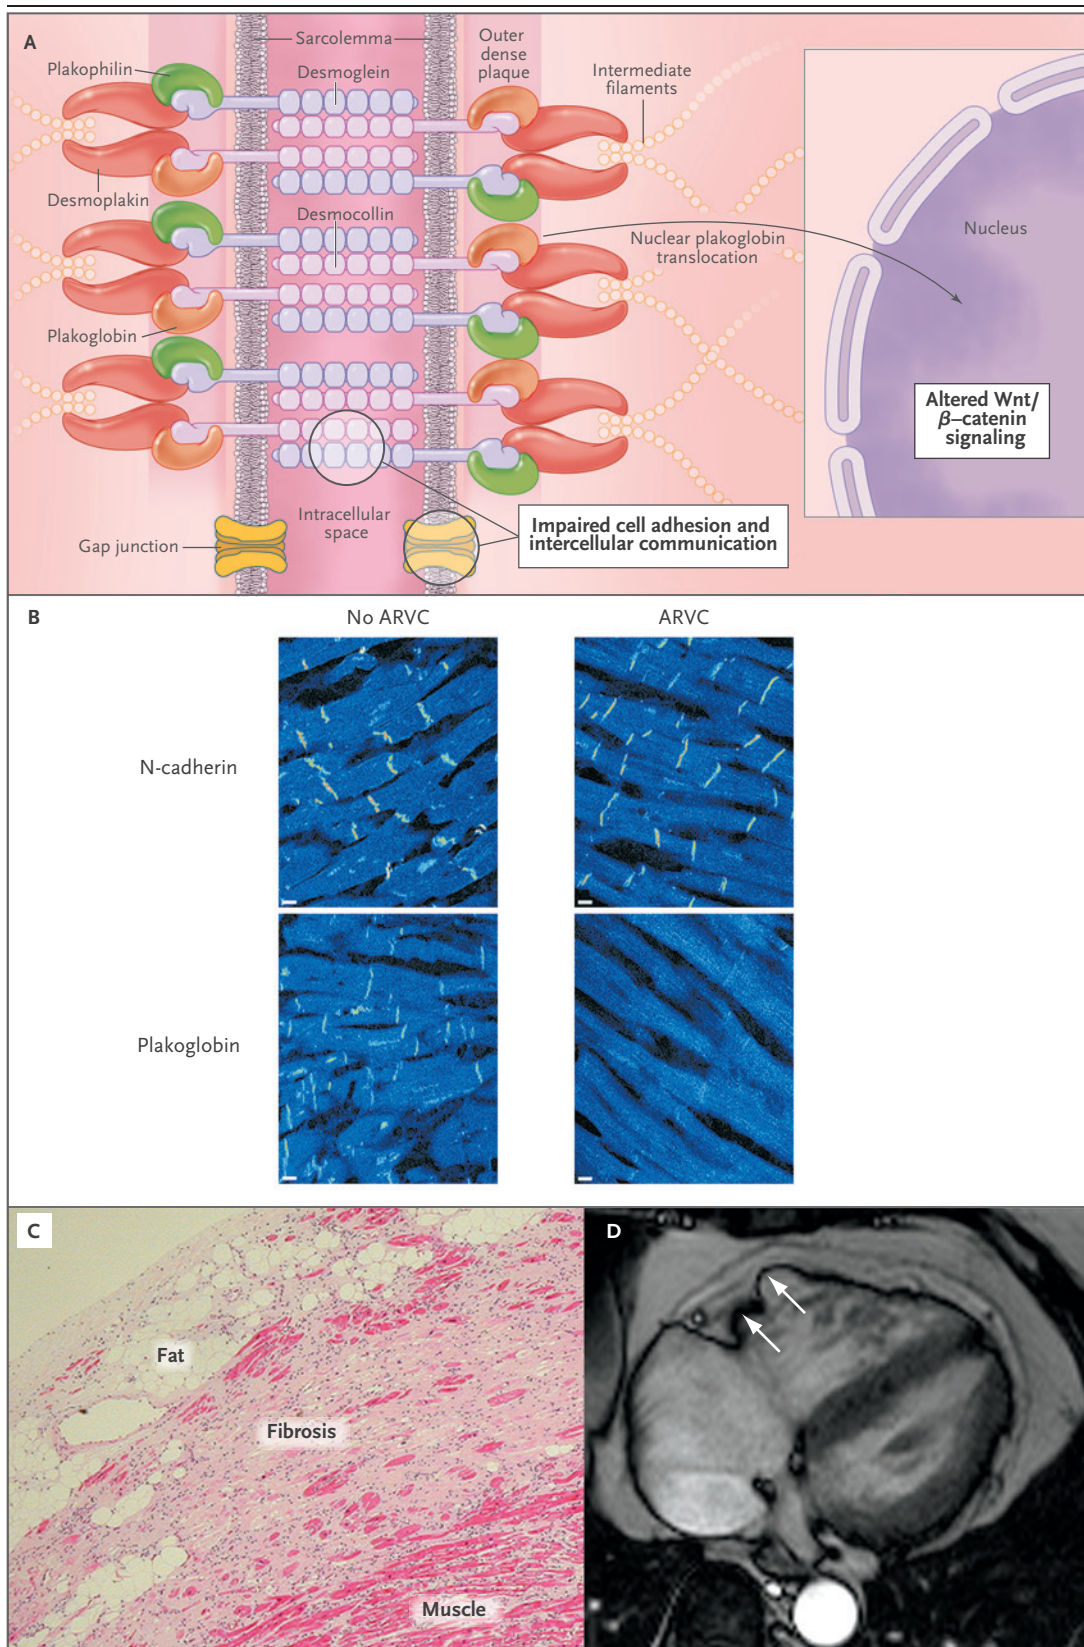 A
Sarcolemma
Plakophilin
Desmoglein
Outer
dense
plaque
Intermediate
filaments
Desmoplakin
Desmocollin
Nuclear plakoglobin
translocation
Nucleus
Plakoglobin
Altered Wnt/
β–catenin
signaling
Intracellular
space
Gap junction
Impaired cell adhesion and
intercellular communication
B
No ARVC
ARVC
N-cadherin
Plakoglobin
C
Fat
Fibrosis
Muscle
D